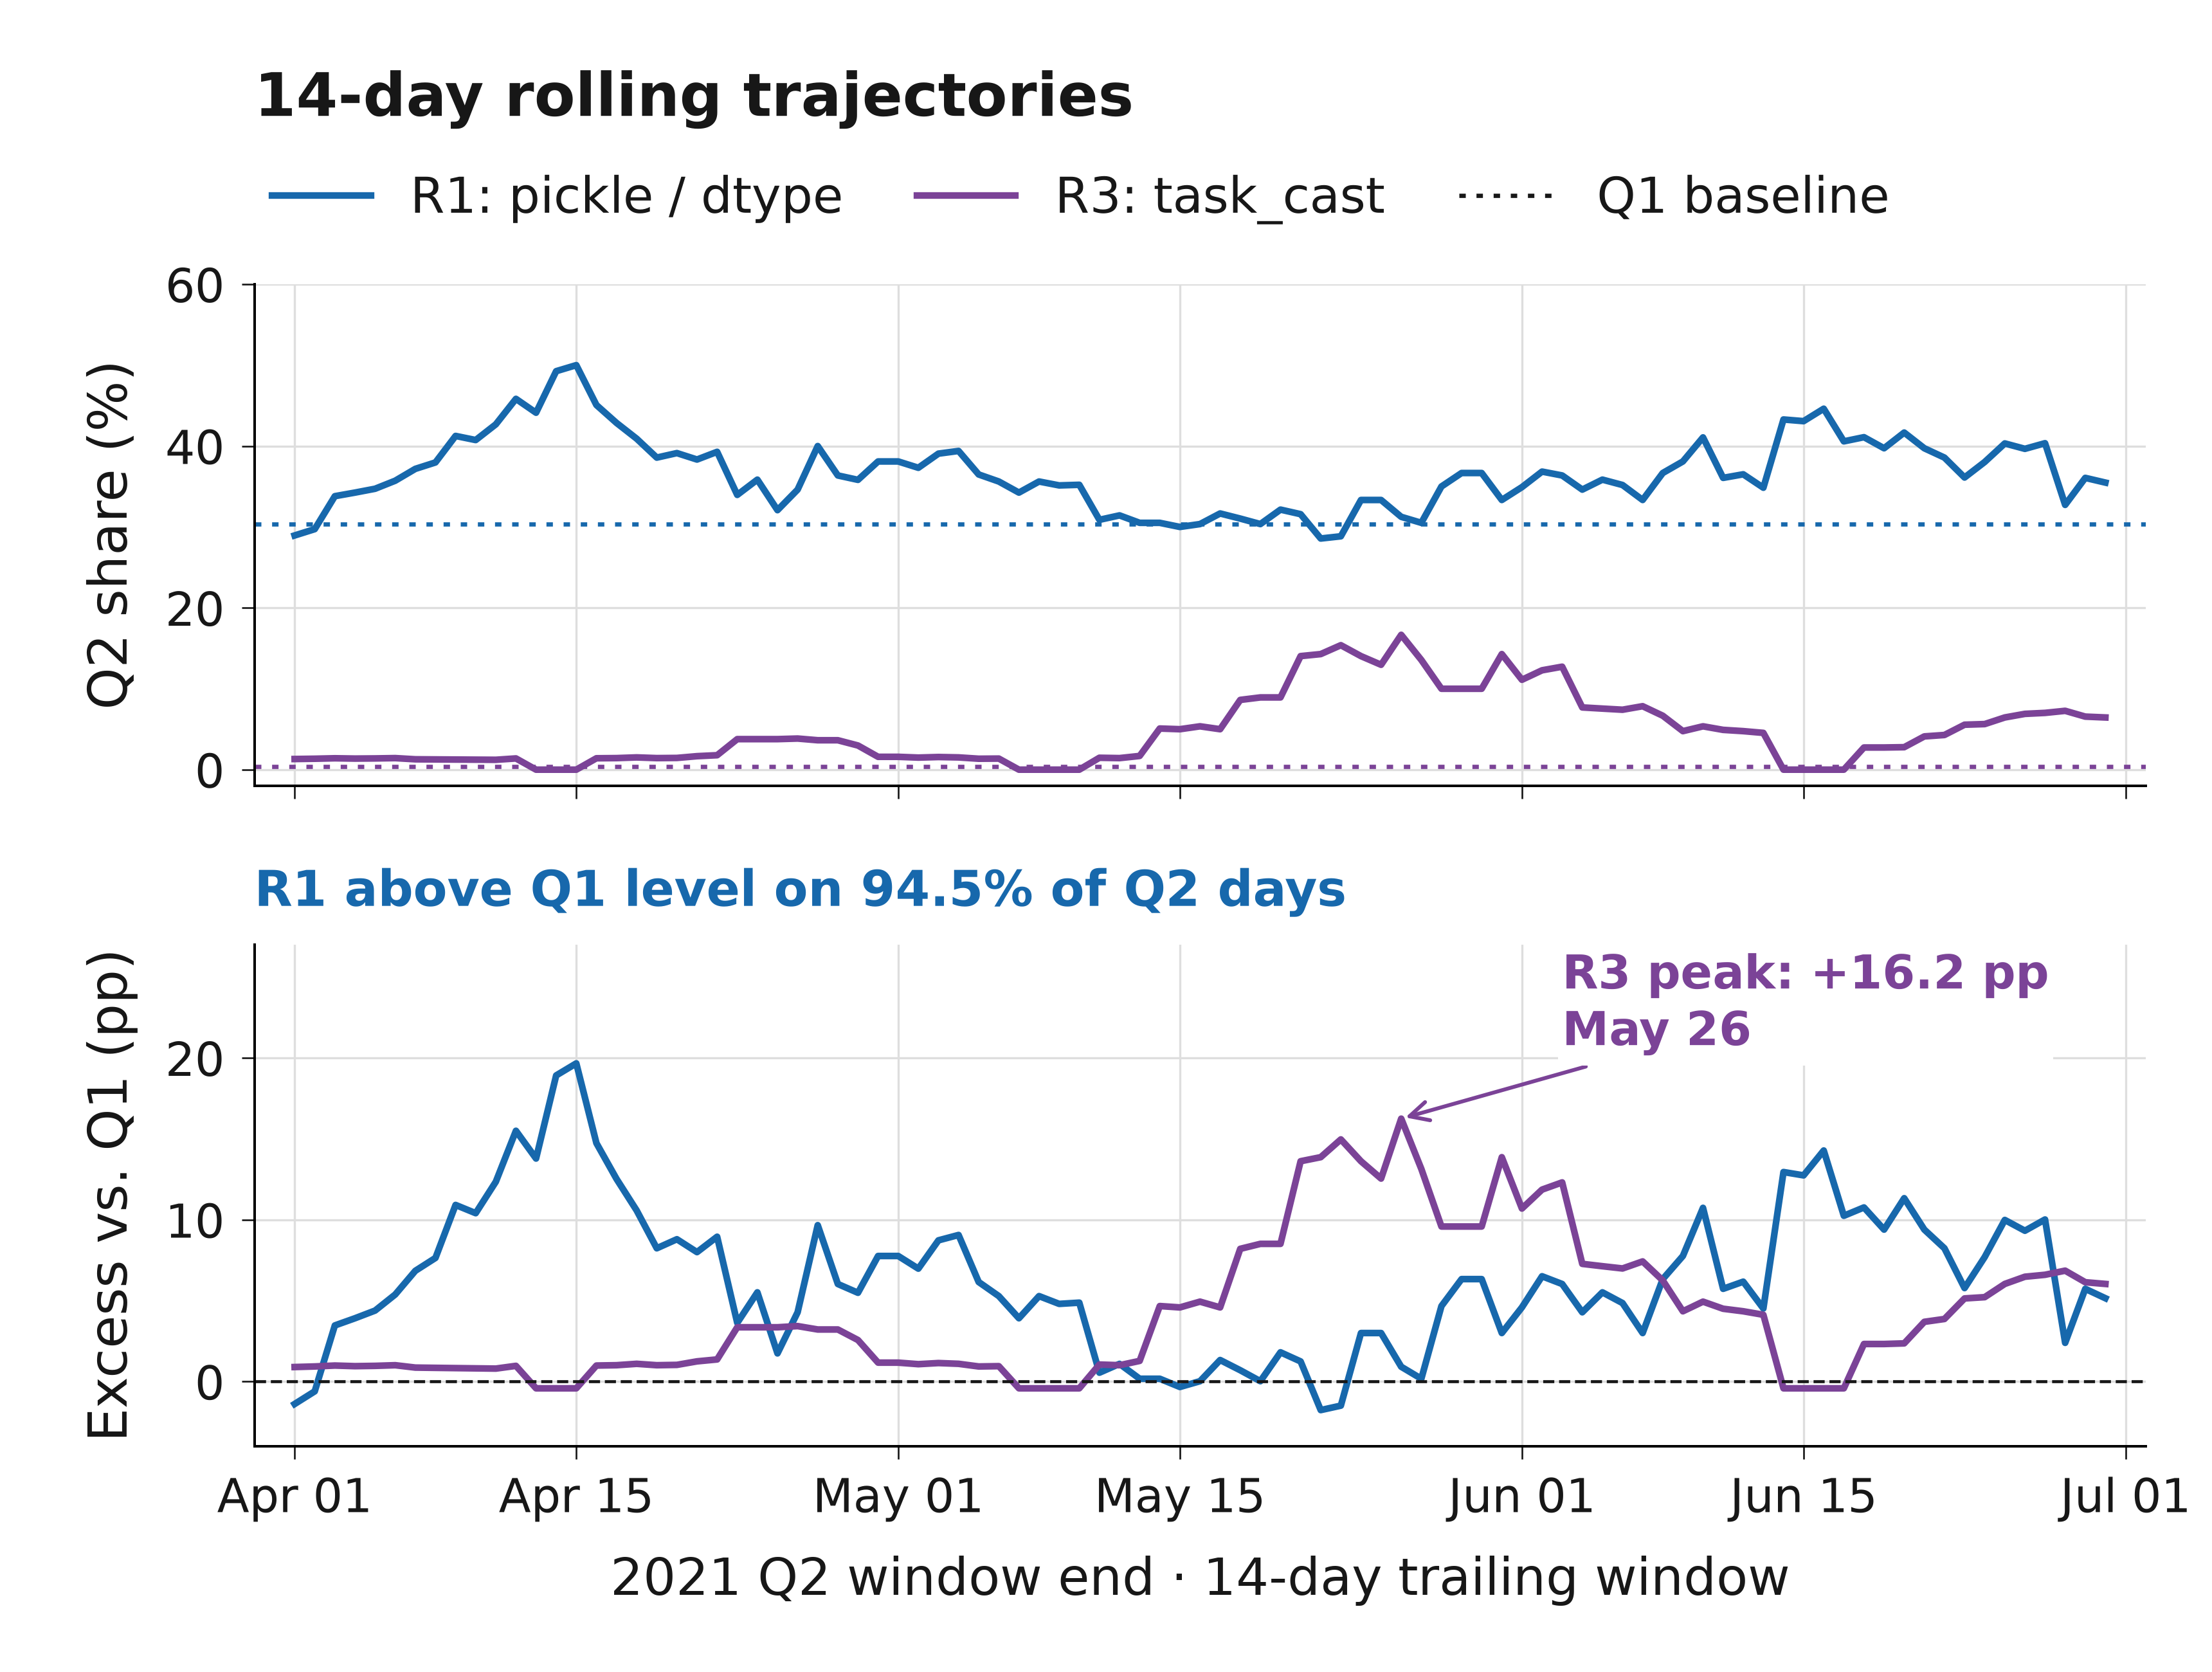 14-day rolling trajectories
R1: pickle / dtype R3: task_cast Q1 baseline
60
40
20
0
Q2 share (%)
R1 above Q1 level on 94.5% of Q2 days
R3 peak: +16.2 pp
May 26
20
10
0
Excess vs. Q1 (pp)
Apr 01 Apr 15 May 01 May 15 Jun 01 Jun 15 Jul 01
2021 Q2 window end · 14-day trailing window